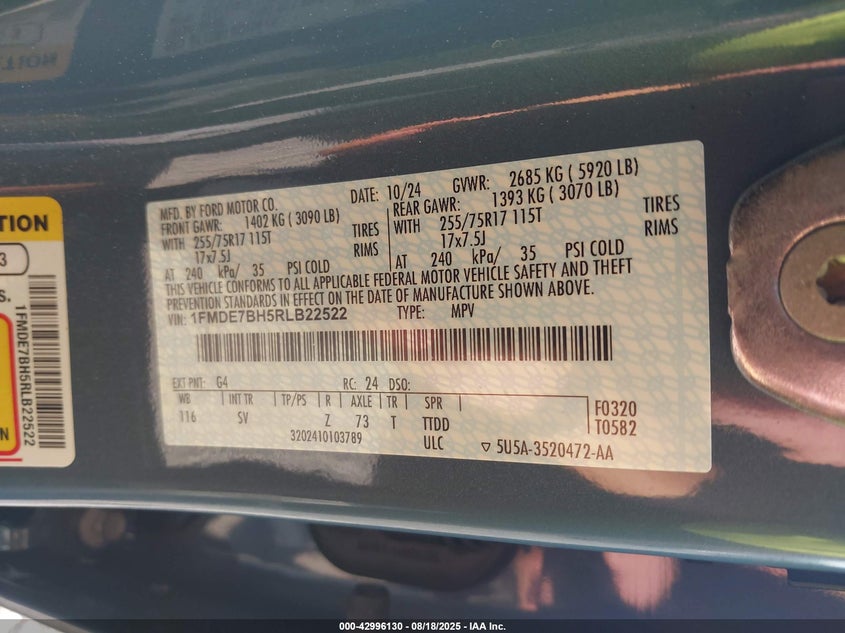 MFD. BY FORD MOTOR CO.
DATE: 10/24 GVWR: 2685 KG ( 5920 LB)
FRONT GAWR: 1402 KG ( 3090 LB)
REAR GAWR: 1393 KG ( 3070 LB)
WITH 255/75R17 115T TIRES
WITH 255/75R17 115T TIRES
17x7.5J RIMS
17x7.5J RIMS
AT 240 kPa/ 35 PSI COLD
AT 240 kPa/ 35 PSI COLD
THIS VEHICLE CONFORMS TO ALL APPLICABLE FEDERAL MOTOR VEHICLE SAFETY AND THEFT
PREVENTION STANDARDS IN EFFECT ON THE DATE OF MANUFACTURE SHOWN ABOVE.
VIN: 1FMDE7BH5RLB22522 TYPE: MPV
EXT PNT: G4 RC: 24 DSO:
WB INT TR TP/PS R AXLE TR SPR
116 SV Z 73 T TTDD
F0320
T0582
3202410103789 ULC ▽ 5U5A-3520472-AA
TION
3
S.
1FMDE7BH5RLB22522
N
000-42996130 - 08/18/2025 - IAA Inc.